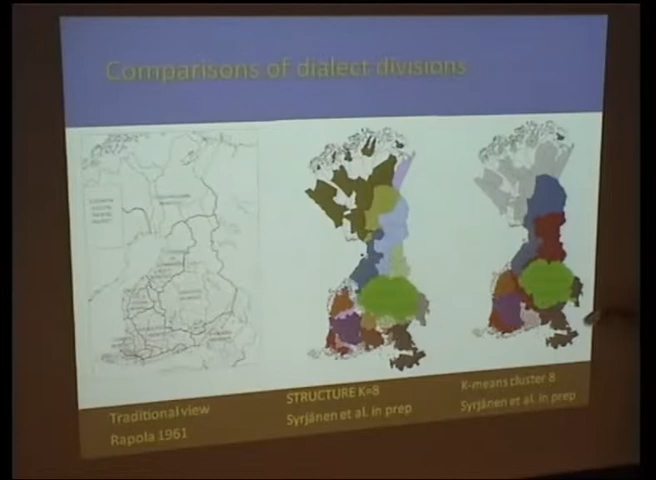 Comparisons of dialect divisions
Traditional view
Rapola 1961
STRUCTURE K=8
Syrjänen et al. in prep
K-means cluster 8
Syrjänen et al. in prep